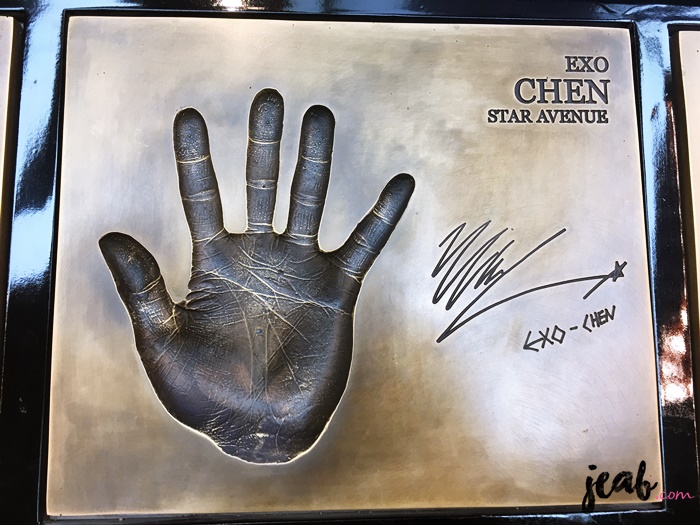 EXO
CHEN
STAR AVENUE
EXO-CHEN
jeab.com